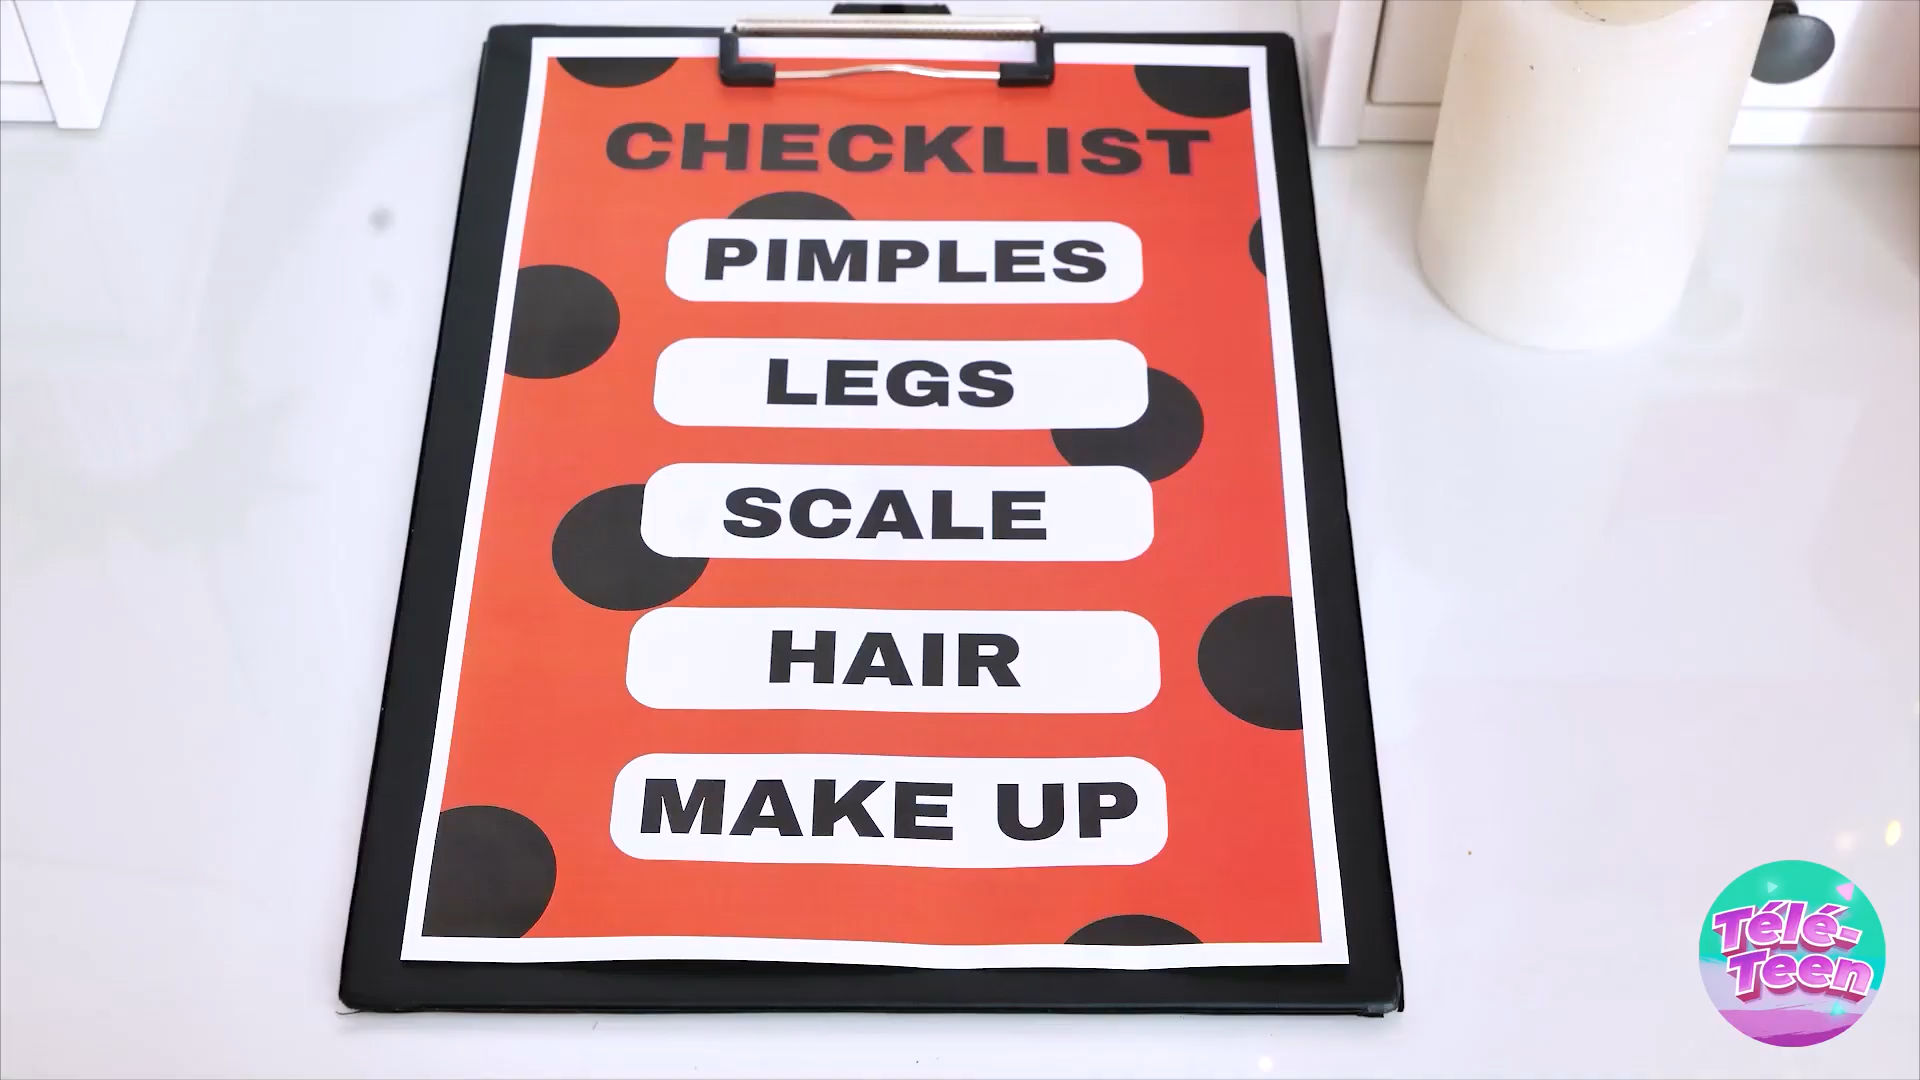 CHECKLIST
PIMPLES
LEGS
SCALE
HAIR
MAKE UP
Télé-
Teen